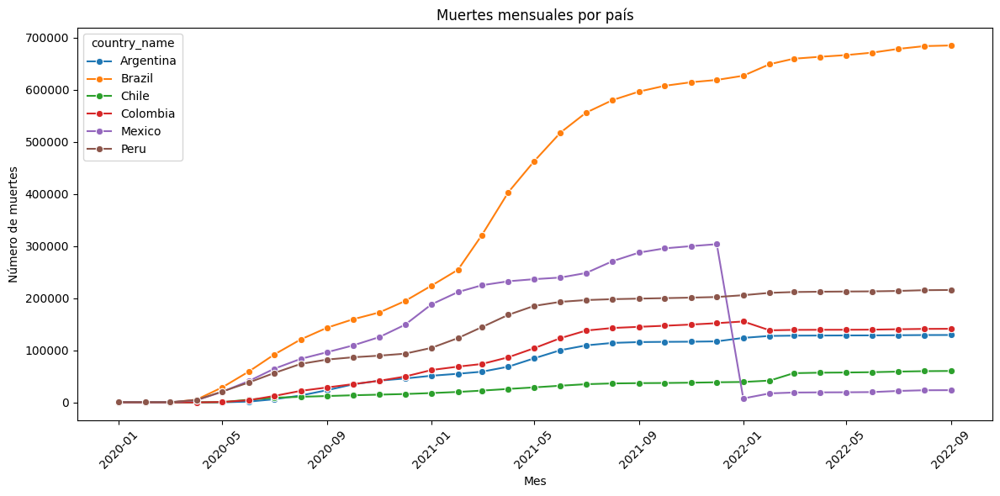 Muertes mensuales por país
country_name
Argentina
Brazil
Chile
Colombia
Mexico
Peru
Número de muertes
700000
600000
500000
400000
300000
200000
100000
0
2020-01
2020-05
2020-09
2021-01
2021-05
2021-09
2022-01
2022-05
2022-09
Mes